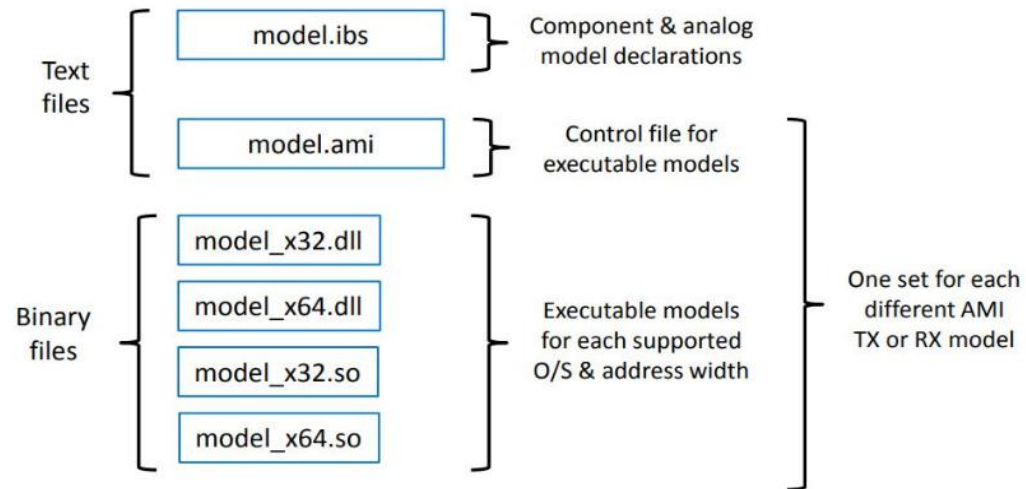 model.ibs
Component & analog
model declarations
Text
files
model.ami
Control file for
executable models
model_x32.dll
model_x64.dll
Binary
files
model_x32.so
model_x64.so
Executable models
for each supported
O/S & address width
One set for each
different AMI
TX or RX model